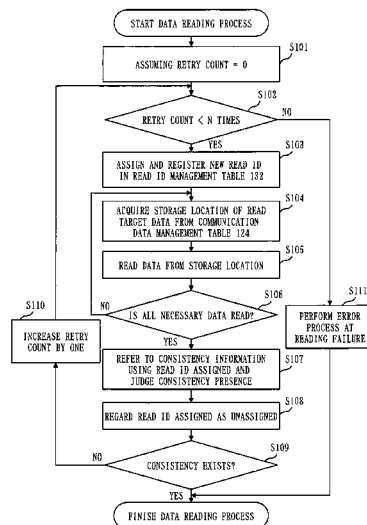 START DATA READING PROCESS
S101
ASSUMING RETRY COUNT = 0
S102
RETRY COUNT < N TIMES
NO
YES
S103
ASSIGN AND REGISTER NEW READ ID
IN READ ID MANAGEMENT TABLE 132
S104
ACQUIRE STORAGE LOCATION OF READ
TARGET DATA FROM COMMUNICATION
DATA MANAGEMENT TABLE 124
S105
READ DATA FROM STORAGE LOCATION
S106
IS ALL NECESSARY DATA READ?
NO
YES
S110
INCREASE RETRY
COUNT BY ONE
S111
PERFORM ERROR
PROCESS AT
READING FAILURE
S107
REFER TO CONSISTENCY INFORMATION
USING READ ID ASSIGNED AND
JUDGE CONSISTENCY PRESENCE
S108
REGARD READ ID ASSIGNED AS UNASSIGNED
S109
CONSISTENCY EXISTS?
NO
YES
FINISH DATA READING PROCESS